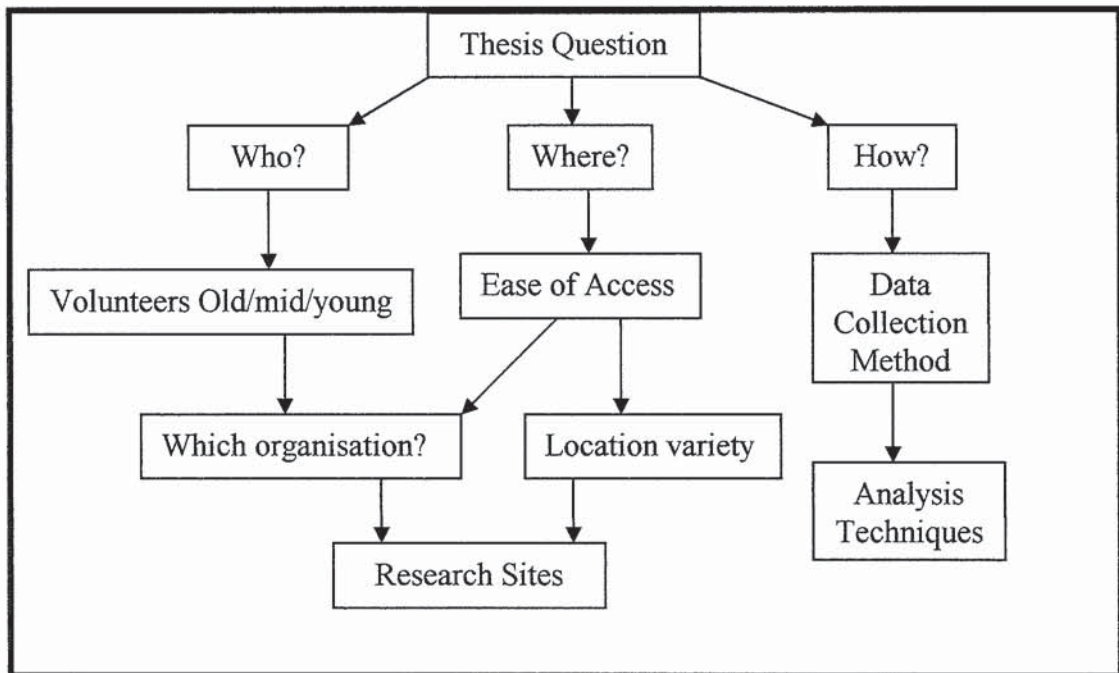 Thesis Question
Who?
Where?
How?
Volunteers Old/mid/young
Ease of Access
Data
Collection
Method
Which organisation?
Location variety
Analysis
Techniques
Research Sites